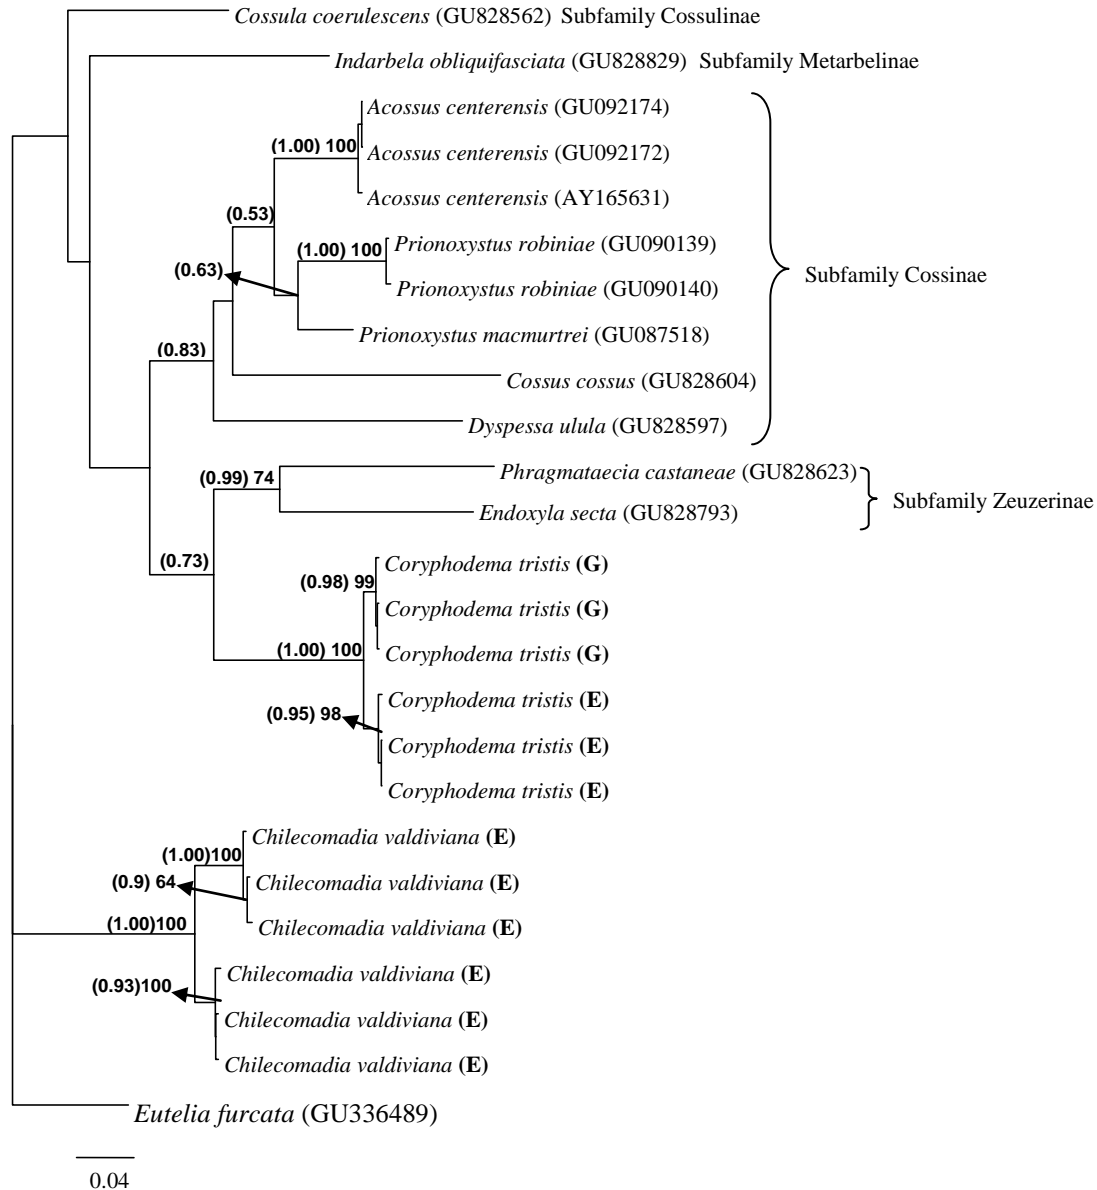 Cossula coerulescens (GU828562) Subfamily Cossulinae
Indarbela obliquifasciata (GU828829) Subfamily Metarbelinae
Acossus centerensis (GU092174)
(1.00) 100
Acossus centerensis (GU092172)
Acossus centerensis (AY165631)
(0.53)
Prionoxystus robiniae (GU090139)
(1.00) 100
(0.63)
Subfamily Cossinae
Prionoxystus robiniae (GU090140)
Prionoxystus macmurtrei (GU087518)
(0.83)
Cossus cossus (GU828604)
Dyspessa ulula (GU828597)
Phragmataecia castaneae (GU828623)
(0.99) 74
Subfamily Zeuzerinae
Endoxyla secta (GU828793)
(0.73)
Coryphodema tristis (G)
(0.98) 99
Coryphodema tristis (G)
Coryphodema tristis (G)
(1.00) 100
Coryphodema tristis (E)
(0.95) 98
Coryphodema tristis (E)
Coryphodema tristis (E)
Chilecomadia valdiviana (E)
(1.00)100
(0.9) 64
Chilecomadia valdiviana (E)
Chilecomadia valdiviana (E)
(1.00)100
Chilecomadia valdiviana (E)
(0.93)100
Chilecomadia valdiviana (E)
Chilecomadia valdiviana (E)
Eutelia furcata (GU336489)
0.04